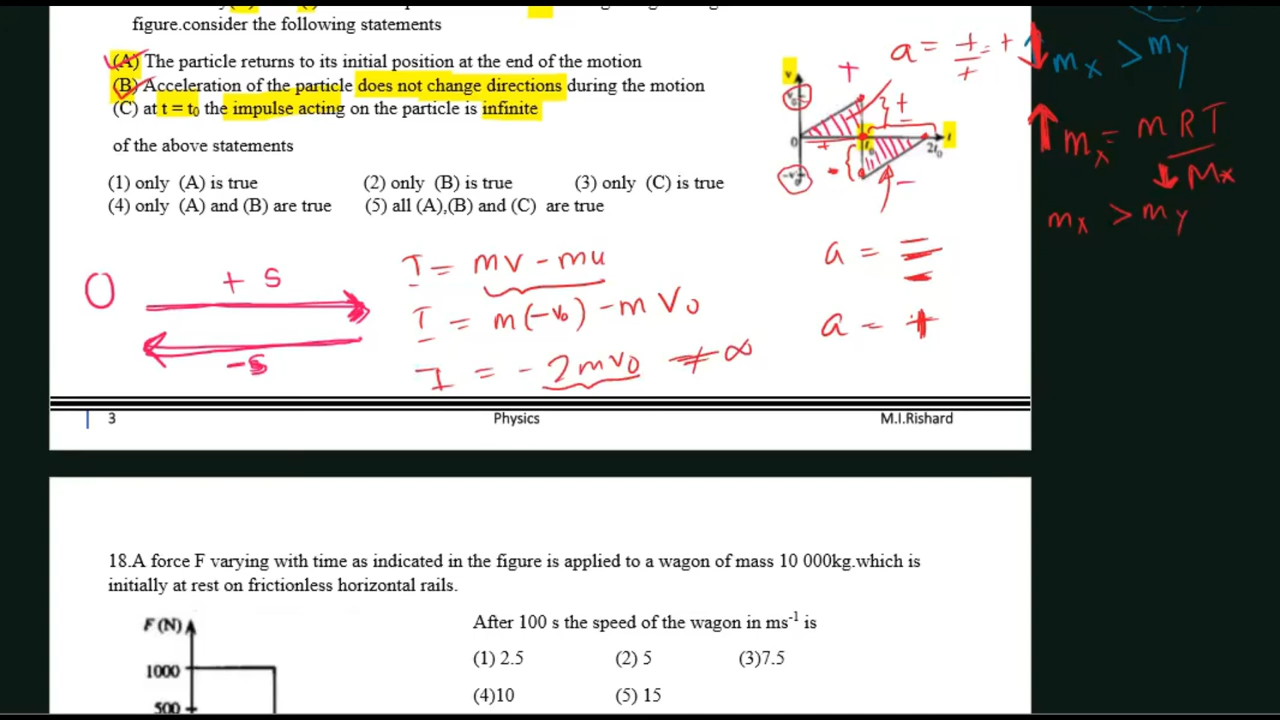 figure.consider the following statements
(A) The particle returns to its initial position at the end of the motion
(B) Acceleration of the particle does not change directions during the motion
(C) at t = t₀ the impulse acting on the particle is infinite
of the above statements
(1) only (A) is true (2) only (B) is true (3) only (C) is true
(4) only (A) and (B) are true (5) all (A),(B) and (C) are true
v
0
t₀
2t₀
t
+
a = +/+ = +
+
+
-
-
mx > my
mx = mRT/Mx
mx > my
0
+ s
-s
I = mv - mu
I = m(-v₀) - m v₀
I = - 2mv₀ ≠ ∞
a =
a = +
3 Physics M.I.Rishard
18.A force F varying with time as indicated in the figure is applied to a wagon of mass 10 000kg.which is
initially at rest on frictionless horizontal rails.
F (N)
1000
500
After 100 s the speed of the wagon in ms⁻¹ is
(1) 2.5 (2) 5 (3)7.5
(4)10 (5) 15